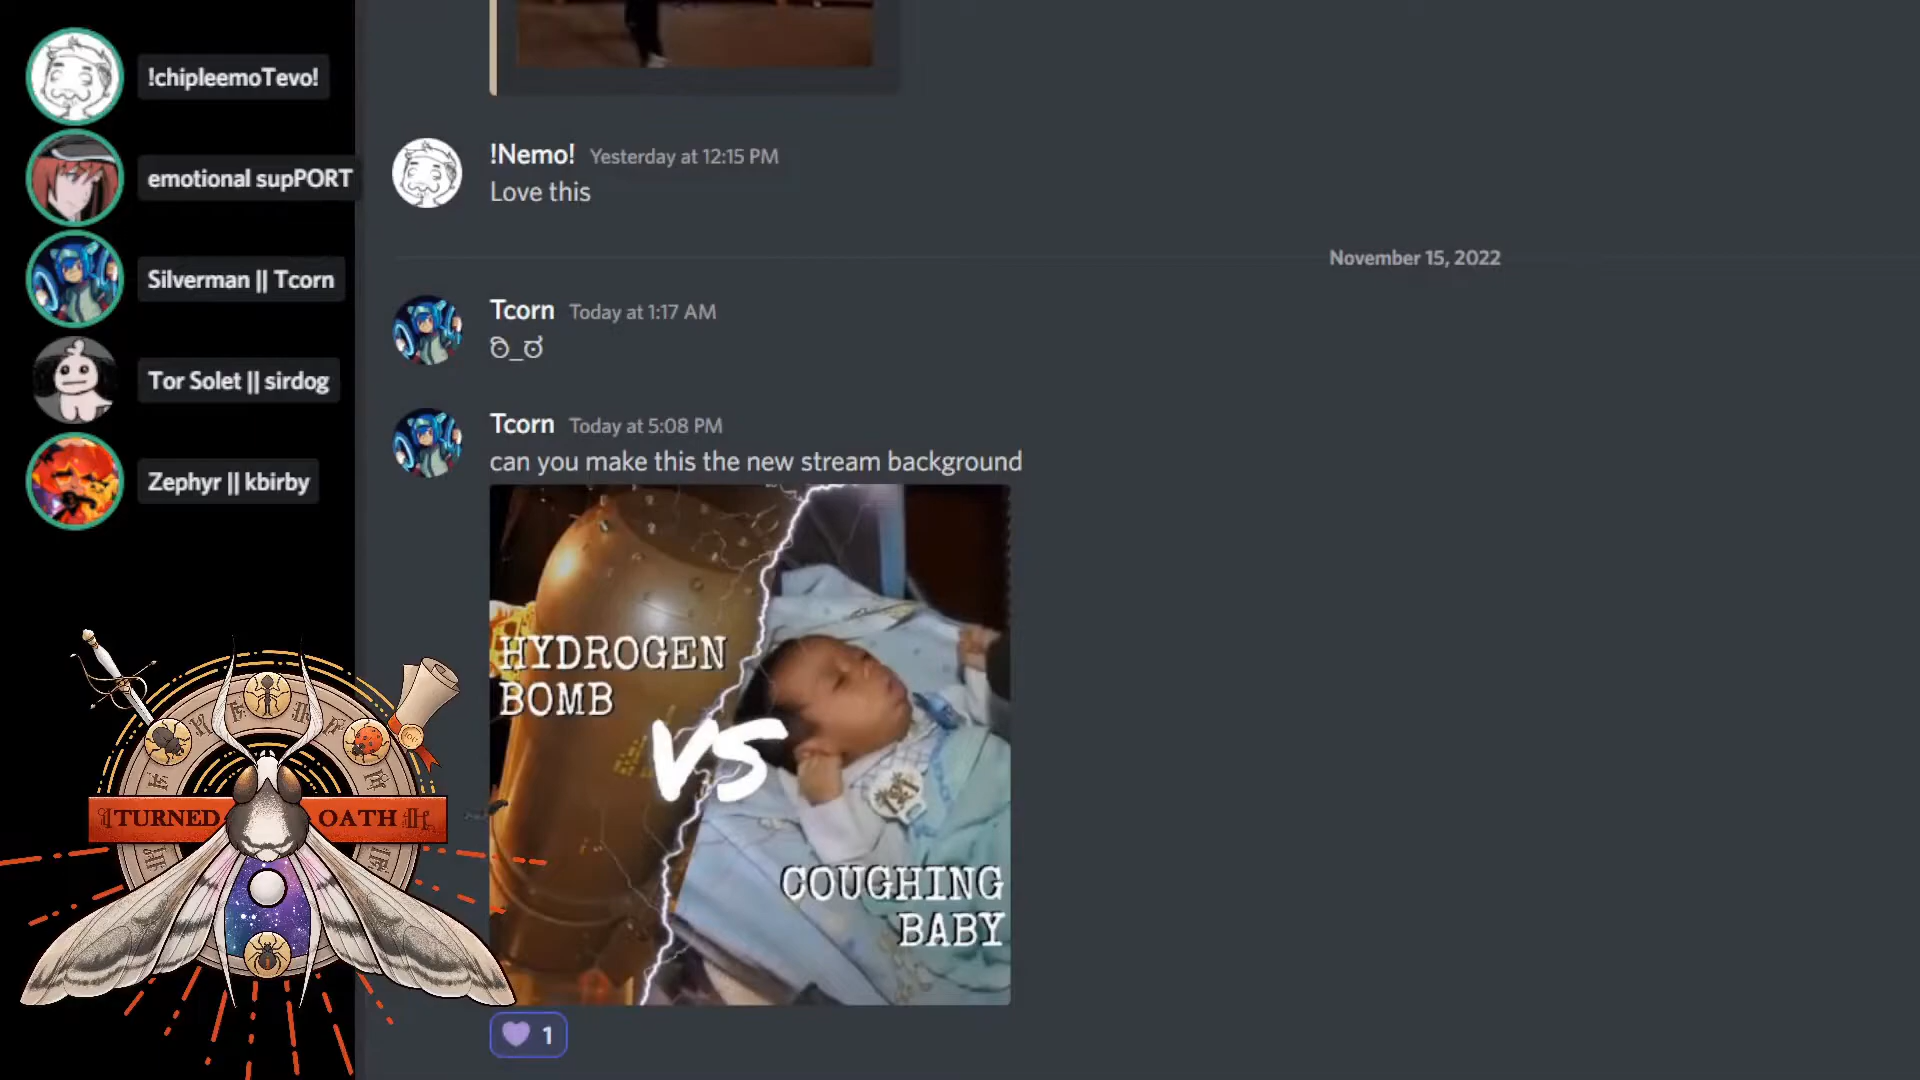 !chipleemoTevo!
emotional supPORT
Silverman || Tcorn
Tor Solet || sirdog
Zephyr || kbirby
TURNED OATH
!Nemo! Yesterday at 12:15 PM
Love this
November 15, 2022
Tcorn Today at 1:17 AM
Tcorn Today at 5:08 PM
can you make this the new stream background
HYDROGEN
BOMB
VS
COUGHING
BABY
1